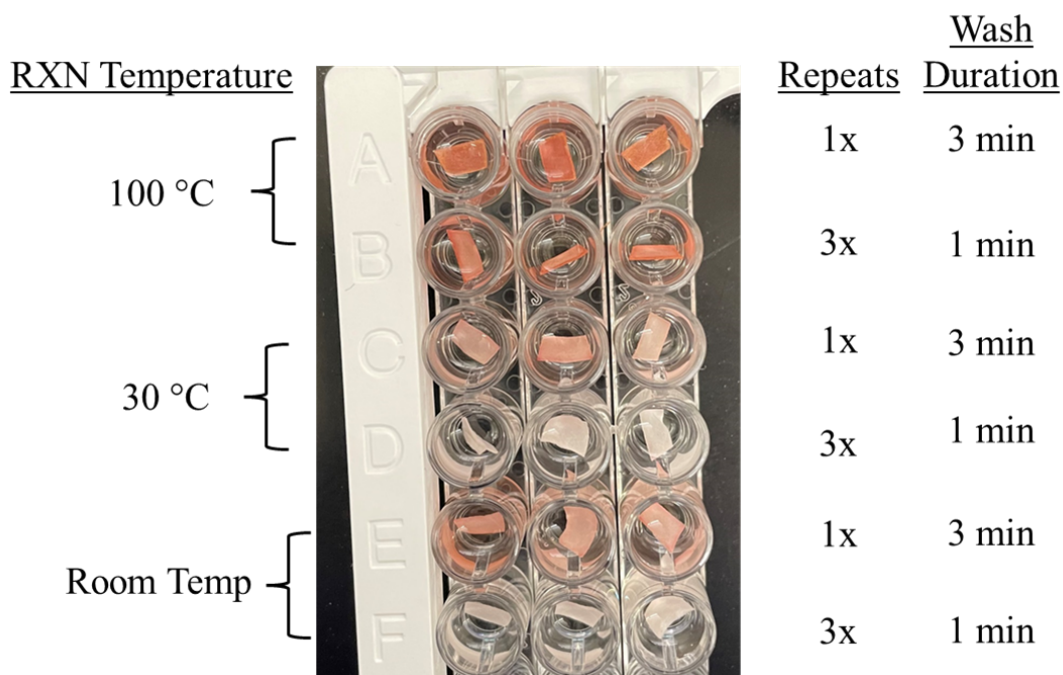 Wash
RXN Temperature Repeats Duration
A 1x 3 min
100 °C
B 3x 1 min
C 1x 3 min
30 °C
D 3x 1 min
E 1x 3 min
Room Temp
F 3x 1 min